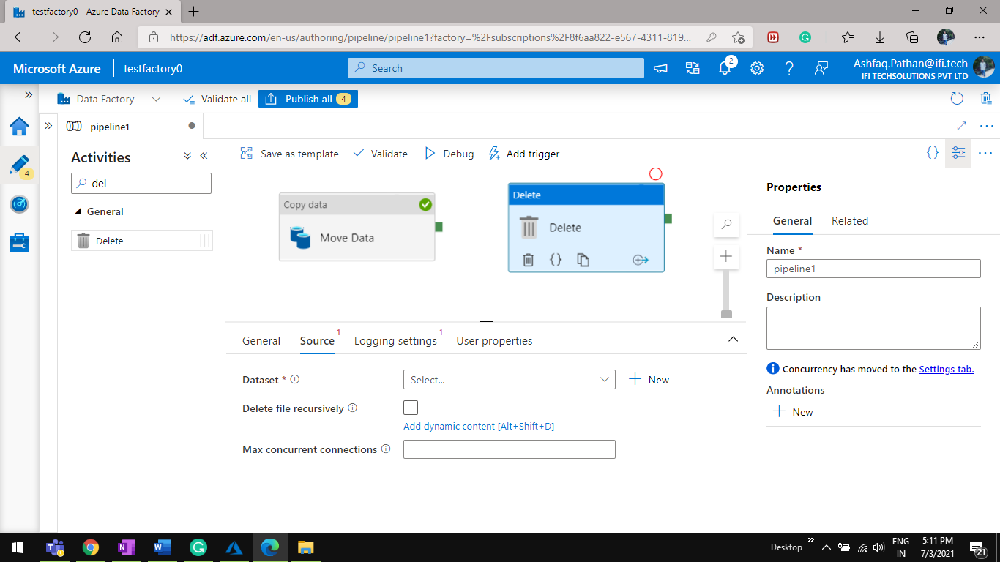 testfactory0 - Azure Data Factory
https://adf.azure.com/en-us/authoring/pipeline/pipeline1?factory=%2Fsubscriptions%2F8f6aa822-e567-4311-819...
Microsoft Azure
testfactory0
Search
2
Ashfaq.Pathan@ifi.tech
IFI TECHSOLUTIONS PVT LTD
Data Factory
Validate all
Publish all 4
pipeline1
4
Activities
del
General
Delete
Save as template
Validate
Debug
Add trigger
Copy data
Move Data
Delete
Delete
General
Source 1
Logging settings 1
User properties
Dataset *
Select...
New
Delete file recursively
Add dynamic content [Alt+Shift+D]
Max concurrent connections
Properties
General
Related
Name *
pipeline1
Description
Concurrency has moved to the Settings tab.
Annotations
New
Desktop
ENG
IN
5:11 PM
7/3/2021
21